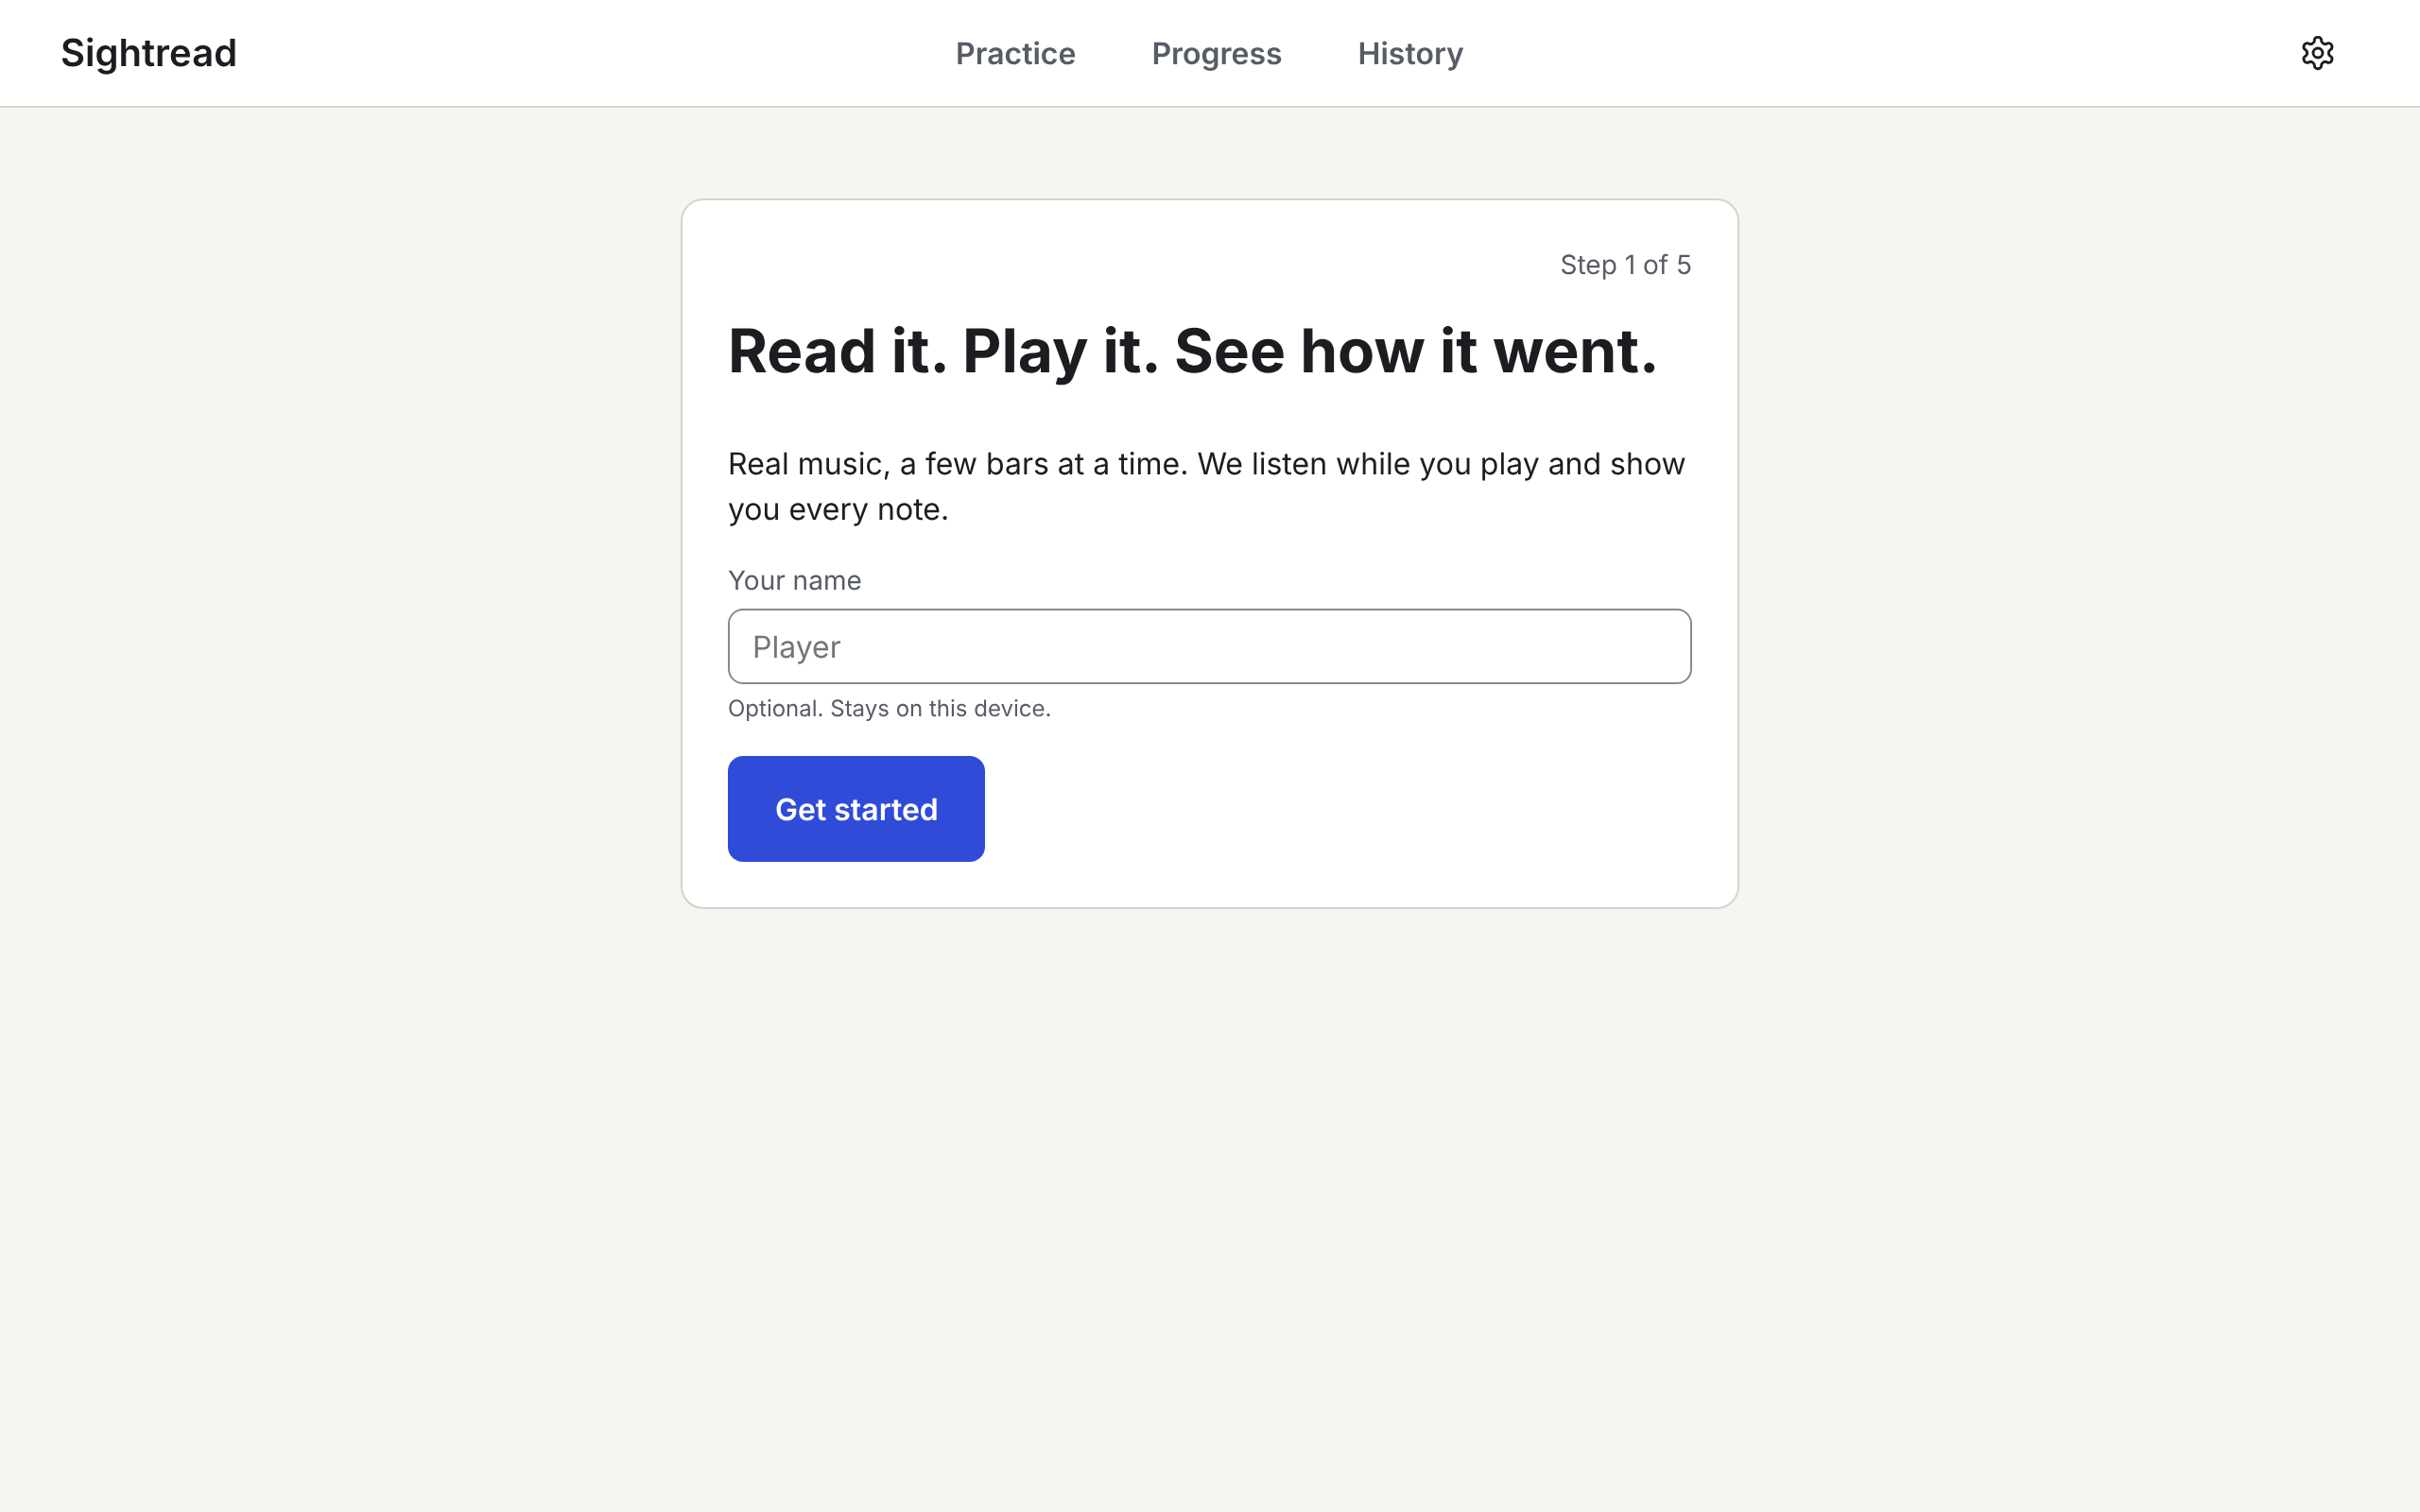 Sightread
Practice Progress History
Step 1 of 5
Read it. Play it. See how it went.
Real music, a few bars at a time. We listen while you play and show
you every note.
Your name
Player
Optional. Stays on this device.
Get started